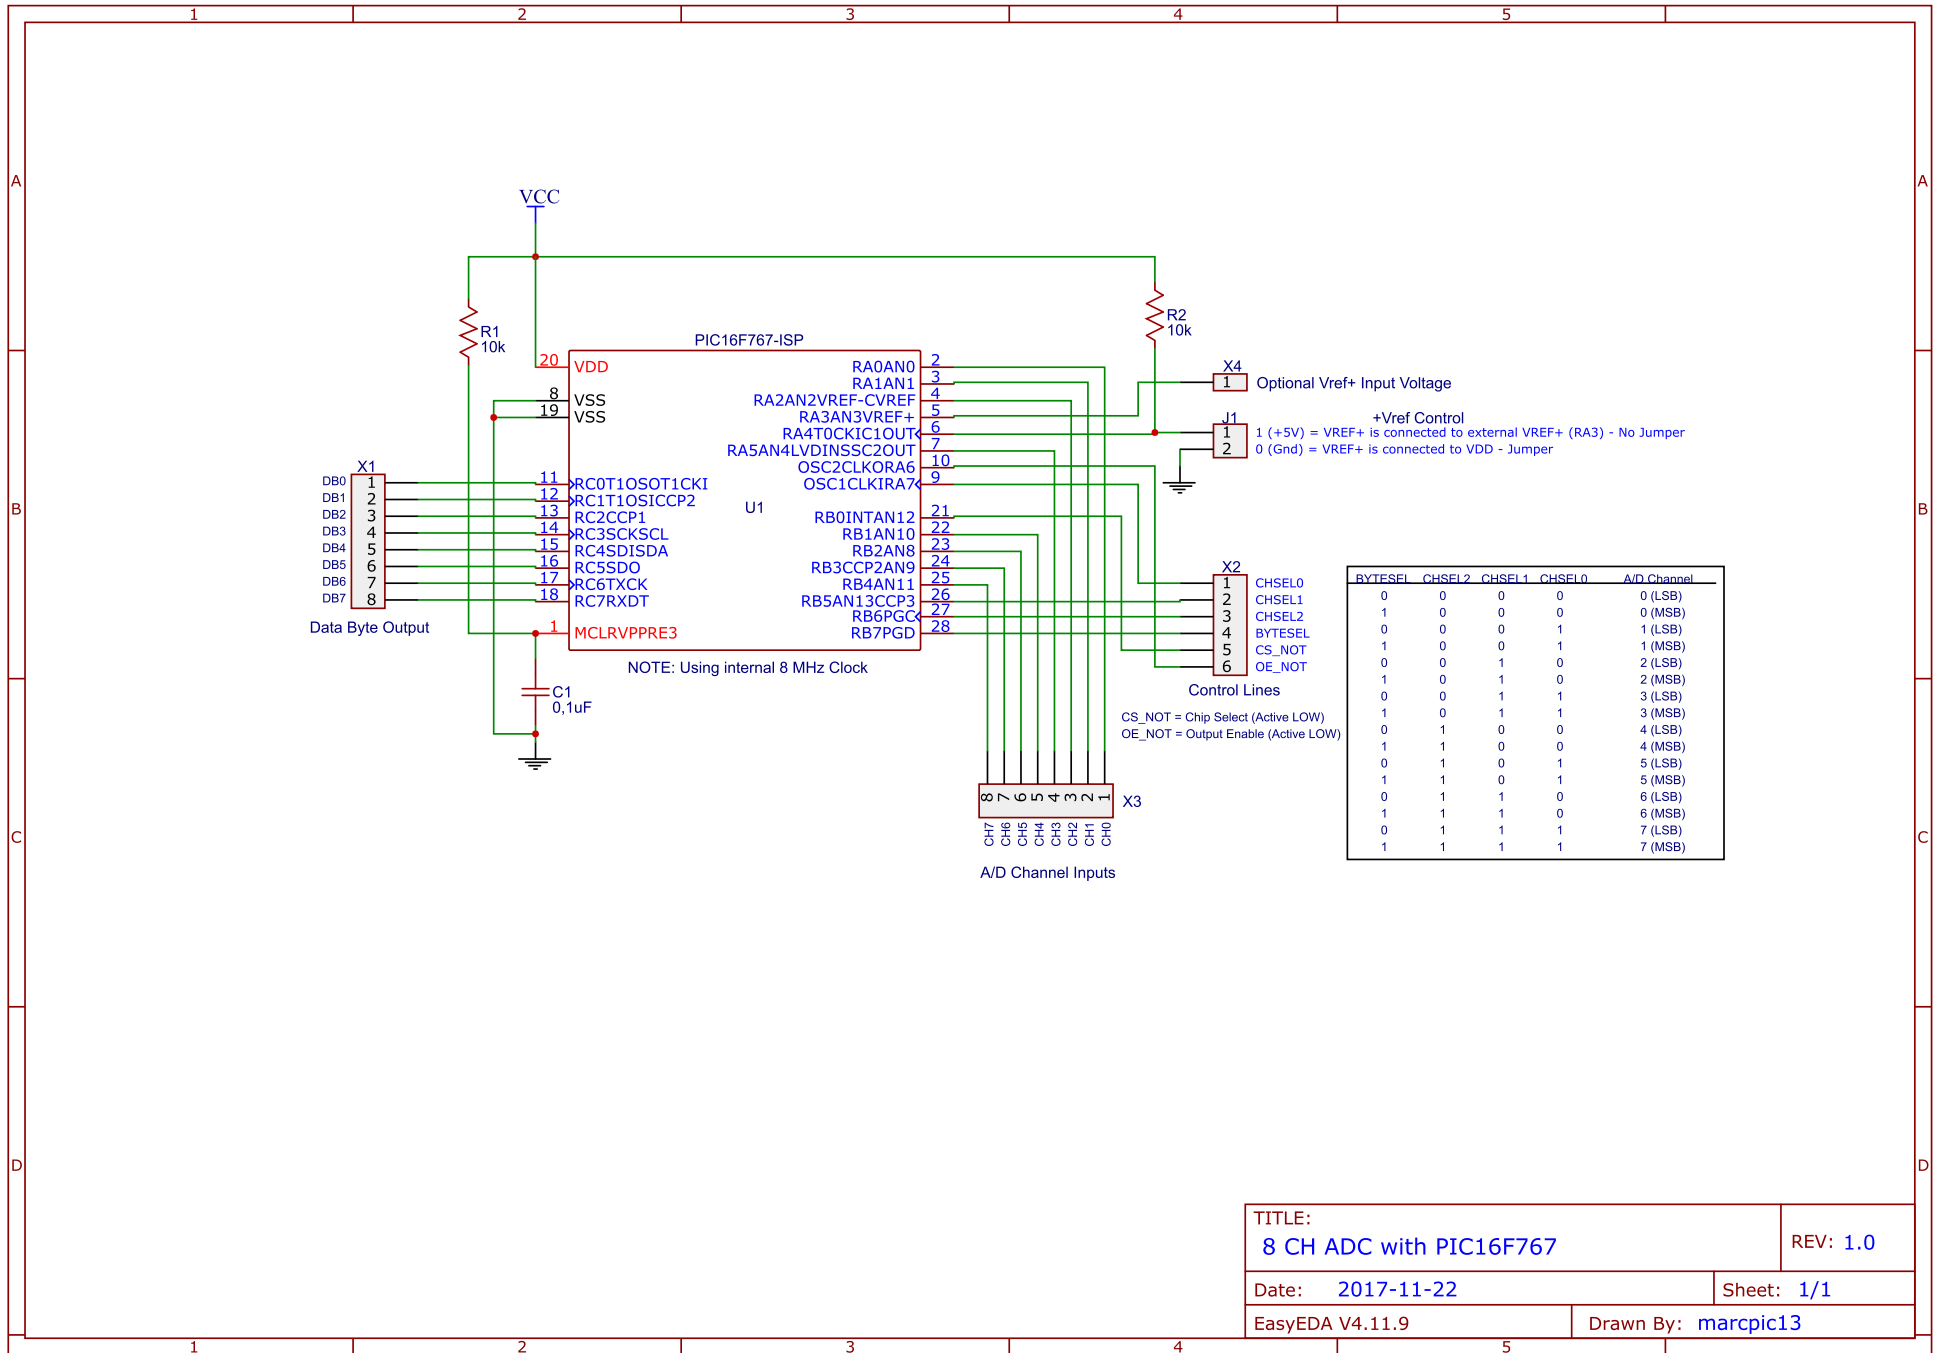 1 2 3 4 5
A A
VCC
R1
10k
R2
10k
PIC16F767-ISP
20 VDD
8 VSS
19 VSS
11 RC0T1OSOT1CKI
12 RC1T1OSICCP2
13 RC2CCP1
14 RC3SCKSCL
15 RC4SDISDA
16 RC5SDO
17 RC6TXCK
18 RC7RXDT
1 MCLRVPPRE3
U1
RA0AN0 2
RA1AN1 3
RA2AN2VREF-CVREF 4
RA3AN3VREF+ 5
RA4T0CKIC1OUT 6
RA5AN4LVDINSSC2OUT 7
OSC2CLKORA6 10
OSC1CLKIRA7 9
RB0INTAN12 21
RB1AN10 22
RB2AN8 23
RB3CCP2AN9 24
RB4AN11 25
RB5AN13CCP3 26
RB6PGC 27
RB7PGD 28
NOTE: Using internal 8 MHz Clock
X1
DB0 1
DB1 2
DB2 3
DB3 4
DB4 5
DB5 6
DB6 7
DB7 8
Data Byte Output
C1
0,1uF
X4
1 Optional Vref+ Input Voltage
J1 +Vref Control
1 1 (+5V) = VREF+ is connected to external VREF+ (RA3) - No Jumper
2 0 (Gnd) = VREF+ is connected to VDD - Jumper
B B
X2
1 CHSEL0
2 CHSEL1
3 CHSEL2
4 BYTESEL
5 CS_NOT
6 OE_NOT
Control Lines
CS_NOT = Chip Select (Active LOW)
OE_NOT = Output Enable (Active LOW)
BYTESEL CHSEL2 CHSEL1 CHSEL0 A/D Channel
0 0 0 0 0 (LSB)
1 0 0 0 0 (MSB)
0 0 0 1 1 (LSB)
1 0 0 1 1 (MSB)
0 0 1 0 2 (LSB)
1 0 1 0 2 (MSB)
0 0 1 1 3 (LSB)
1 0 1 1 3 (MSB)
0 1 0 0 4 (LSB)
1 1 0 0 4 (MSB)
0 1 0 1 5 (LSB)
1 1 0 1 5 (MSB)
0 1 1 0 6 (LSB)
1 1 1 0 6 (MSB)
0 1 1 1 7 (LSB)
1 1 1 1 7 (MSB)
8 7 6 5 4 3 2 1 X3
CH7 CH6 CH5 CH4 CH3 CH2 CH1 CH0
A/D Channel Inputs
C C
D D
TITLE:
8 CH ADC with PIC16F767
REV: 1.0
Date: 2017-11-22
Sheet: 1/1
EasyEDA V4.11.9
Drawn By: marcpic13
1 2 3 4 5